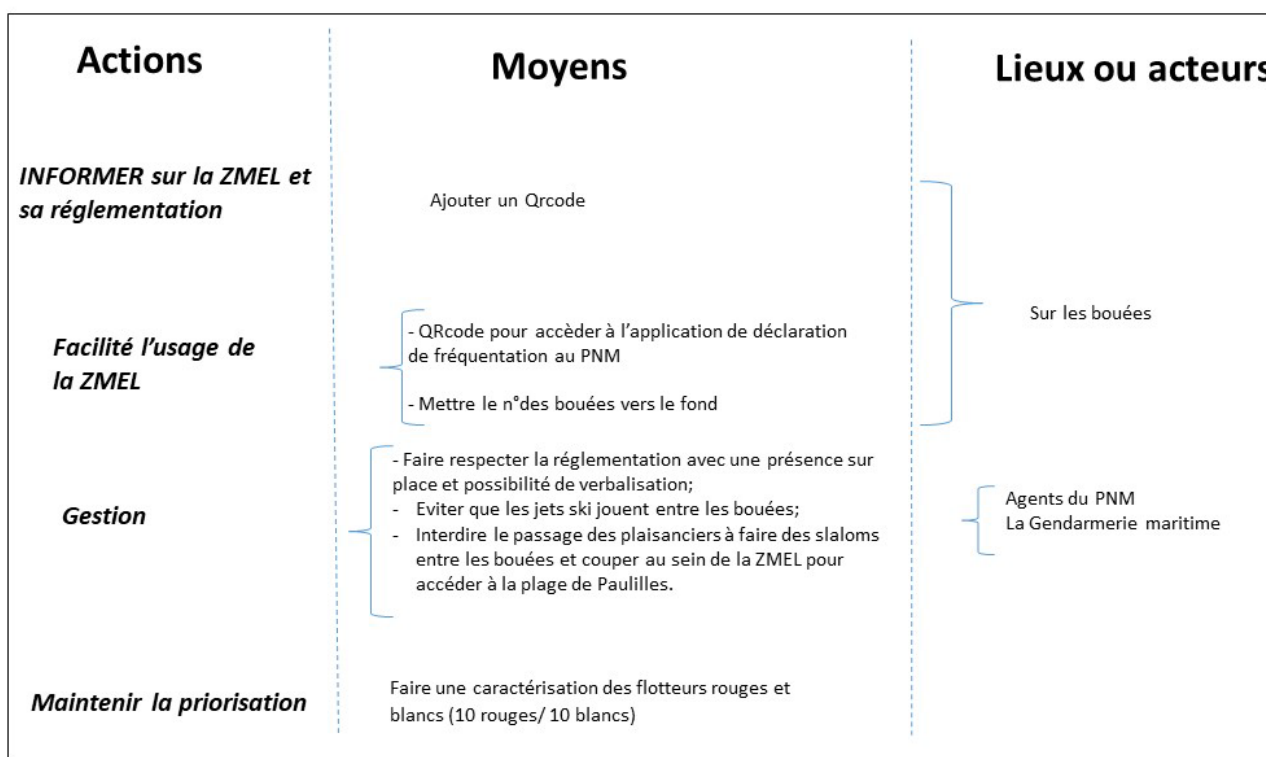 Actions
Moyens
Lieux ou acteurs
INFORMER sur la ZMEL et
sa réglementation
Ajouter un Qrcode
Facilité l’usage de
la ZMEL
- QRcode pour accèder à l’application de déclaration
de fréquentation au PNM
- Mettre le n°des bouées vers le fond
Sur les bouées
Gestion
- Faire respecter la réglementation avec une présence sur
place et possibilité de verbalisation;
- Eviter que les jets ski jouent entre les bouées;
- Interdire le passage des plaisanciers à faire des slaloms
entre les bouées et couper au sein de la ZMEL pour
accéder à la plage de Paulilles.
Agents du PNM
La Gendarmerie maritime
Maintenir la priorisation
Faire une caractérisation des flotteurs rouges et
blancs (10 rouges/ 10 blancs)